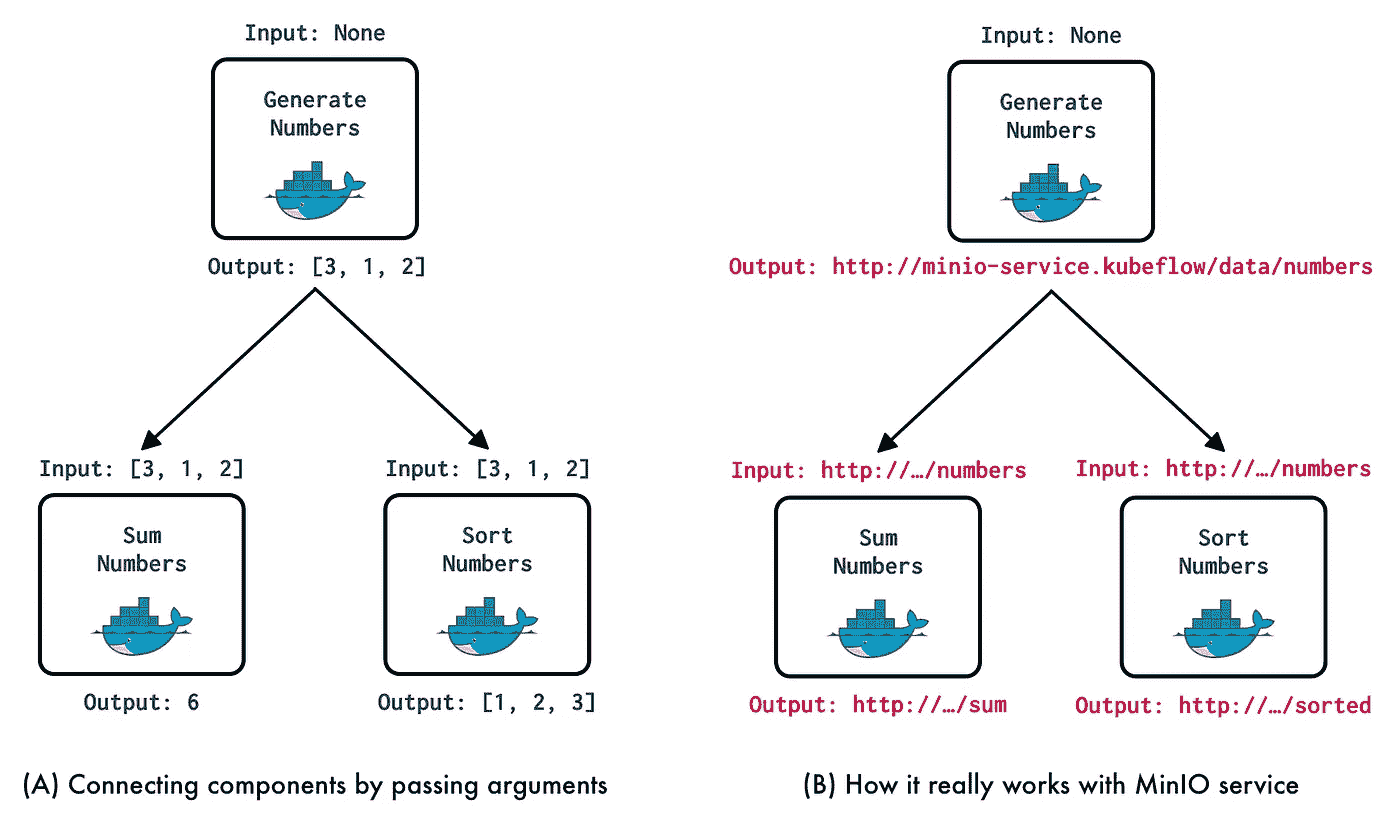 Input: None
Generate
Numbers
Output: [3, 1, 2]
Input: [3, 1, 2]
Sum
Numbers
Output: 6
Input: [3, 1, 2]
Sort
Numbers
Output: [1, 2, 3]
(A) Connecting components by passing arguments
Input: None
Generate
Numbers
Output: http://minio-service.kubeflow/data/numbers
Input: http://…/numbers
Sum
Numbers
Output: http://…/sum
Input: http://…/numbers
Sort
Numbers
Output: http://…/sorted
(B) How it really works with MinIO service